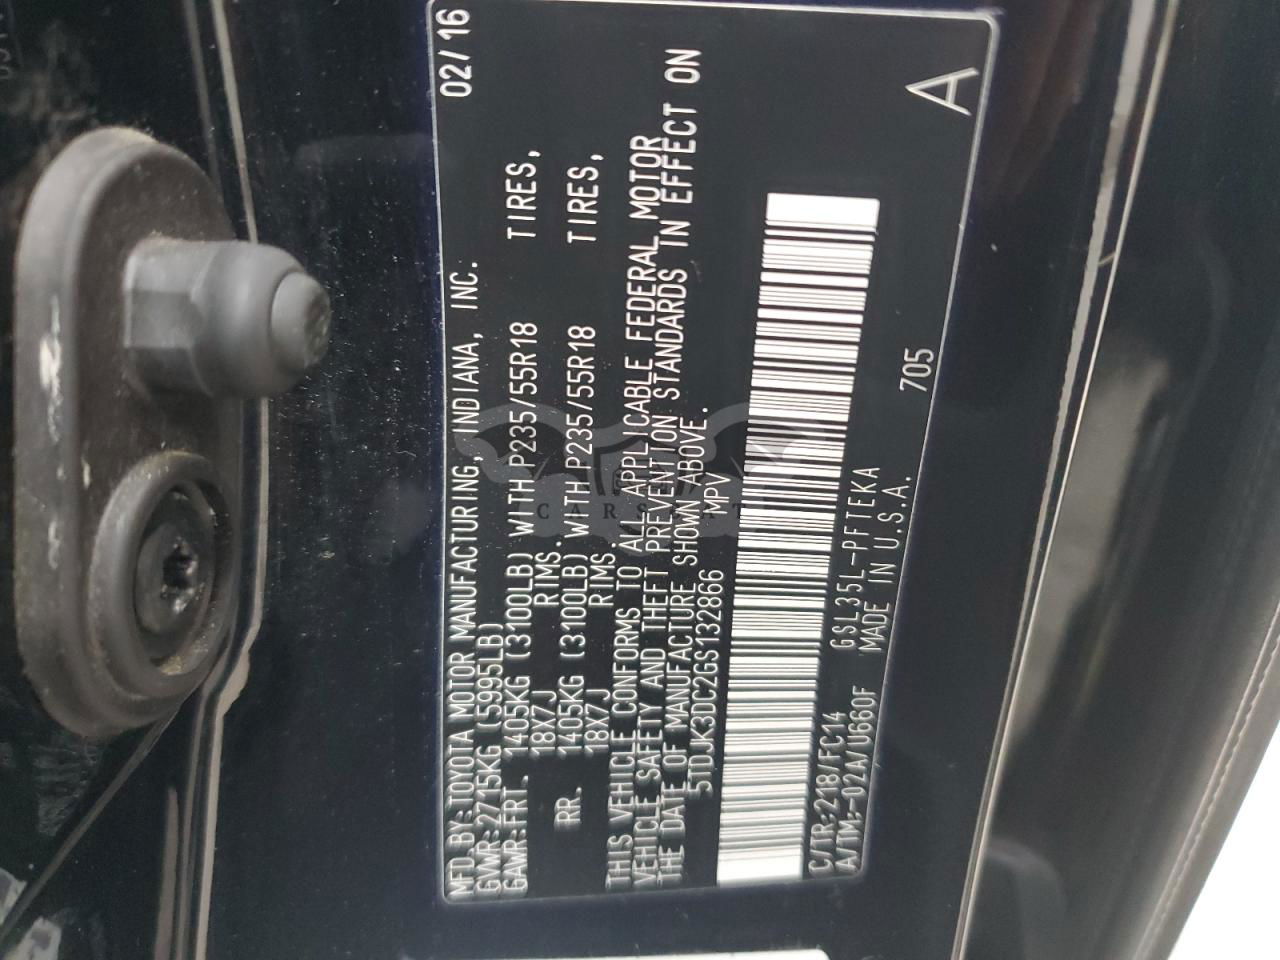 MFD.BY:TOYOTA MOTOR MANUFACTURING, INDIANA, INC. 02/16
GVWR:2715KG (5995LB)
GAWR:FRT. 1405KG (3100LB) WITH P235/55R18 TIRES,
18X7J RIMS.
RR. 1405KG (3100LB) WITH P235/55R18 TIRES,
18X7J RIMS.
THIS VEHICLE CONFORMS TO ALL APPLICABLE FEDERAL MOTOR
VEHICLE SAFETY AND THEFT PREVENTION STANDARDS IN EFFECT ON
THE DATE OF MANUFACTURE SHOWN ABOVE.
5TDJK3DC2GS132866 MPV
C/TR:218/FC14 GSL35L-PFTEKA 705 A
A/TM:-02A/U660F MADE IN U.S.A.